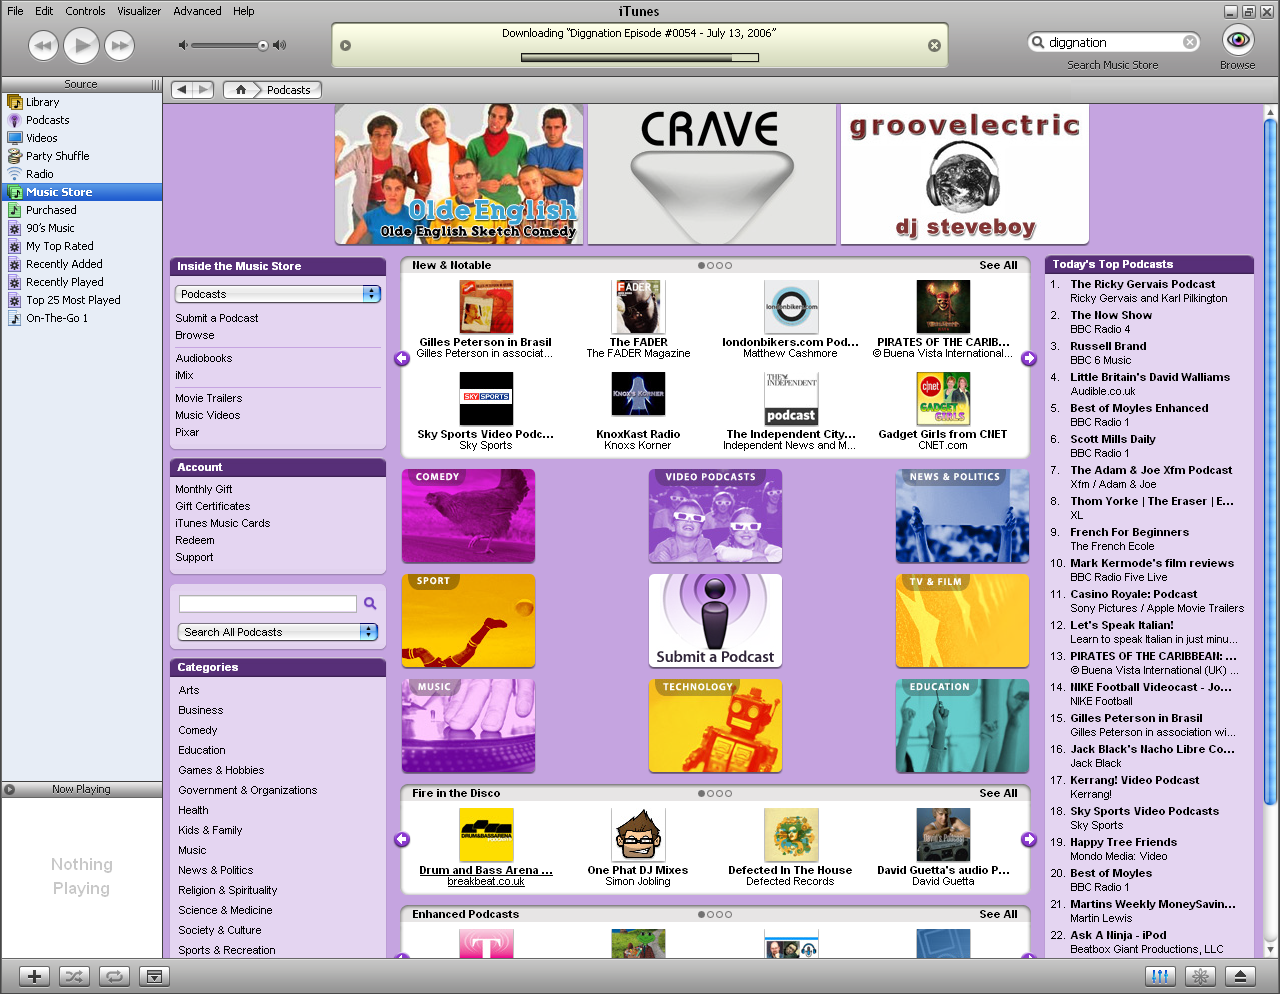 File Edit Controls Visualizer Advanced Help
iTunes
Downloading "Diggnation Episode #0054 - July 13, 2006"
diggnation
Search Music Store
Browse
Source
Library
Podcasts
Videos
Party Shuffle
Radio
Music Store
Purchased
90's Music
My Top Rated
Recently Added
Recently Played
Top 25 Most Played
On-The-Go 1
Now Playing
Nothing
Playing
Podcasts
Olde English
Olde English Sketch Comedy
CRAVE
groovelectric
dj steveboy
Inside the Music Store
Podcasts
Submit a Podcast
Browse
Audiobooks
iMix
Movie Trailers
Music Videos
Pixar
Account
Monthly Gift
Gift Certificates
iTunes Music Cards
Redeem
Support
Search All Podcasts
Categories
Arts
Business
Comedy
Education
Games & Hobbies
Government & Organizations
Health
Kids & Family
Music
News & Politics
Religion & Spirituality
Science & Medicine
Society & Culture
Sports & Recreation
New & Notable
See All
FADER
londonbikers.com
Gilles Peterson in Brasil
Gilles Peterson in associat...
The FADER
The FADER Magazine
londonbikers.com Pod...
Matthew Cashmore
PIRATES OF THE CARIB...
© Buena Vista International...
SKY SPORTS
KNOX'S KORNER
THE INDEPENDENT
podcast
c|net
GADGET GIRLS
Sky Sports Video Podc...
Sky Sports
KnoxKast Radio
Knoxs Korner
The Independent City...
Independent News and M...
Gadget Girls from CNET
CNET.com
COMEDY
VIDEO PODCASTS
NEWS & POLITICS
SPORT
Submit a Podcast
TV & FILM
MUSIC
TECHNOLOGY
EDUCATION
Fire in the Disco
See All
DRUM&BASSARENA
Drum and Bass Arena ...
breakbeat.co.uk
One Phat DJ Mixes
Simon Jobling
Defected In The House
Defected Records
David Guetta's audio P...
David Guetta
Enhanced Podcasts
See All
Today's Top Podcasts
1. The Ricky Gervais Podcast
Ricky Gervais and Karl Pilkington
2. The Now Show
BBC Radio 4
3. Russell Brand
BBC 6 Music
4. Little Britain's David Walliams
Audible.co.uk
5. Best of Moyles Enhanced
BBC Radio 1
6. Scott Mills Daily
BBC Radio 1
7. The Adam & Joe Xfm Podcast
Xfm / Adam & Joe
8. Thom Yorke | The Eraser | E...
XL
9. French For Beginners
The French Ecole
10. Mark Kermode's film reviews
BBC Radio Five Live
11. Casino Royale: Podcast
Sony Pictures / Apple Movie Trailers
12. Let's Speak Italian!
Learn to speak Italian in just minu...
13. PIRATES OF THE CARIBBEAN: ...
© Buena Vista International (UK) ...
14. NIKE Football Videocast - Jo...
NIKE Football
15. Gilles Peterson in Brasil
Gilles Peterson in association wi...
16. Jack Black's Nacho Libre Co...
Jack Black
17. Kerrang! Video Podcast
Kerrang!
18. Sky Sports Video Podcasts
Sky Sports
19. Happy Tree Friends
Mondo Media: Video
20. Best of Moyles
BBC Radio 1
21. Martins Weekly MoneySavin...
Martin Lewis
22. Ask A Ninja - iPod
Beatbox Giant Productions, LLC